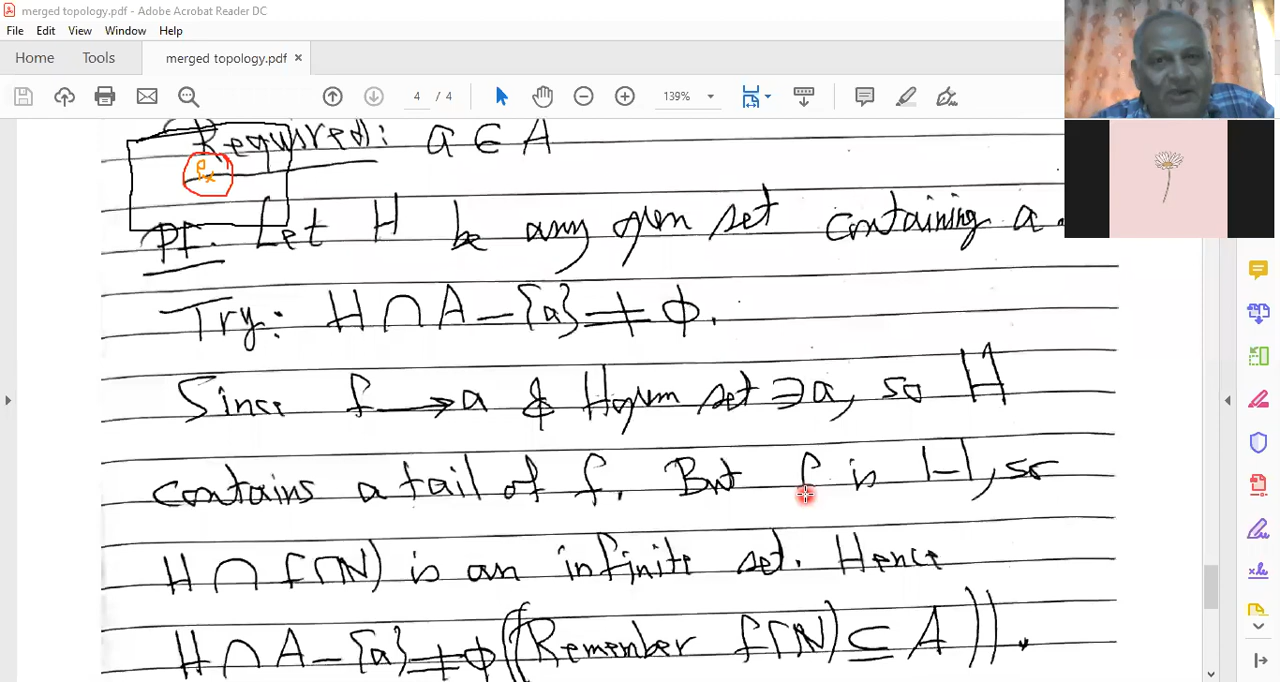 merged topology.pdf - Adobe Acrobat Reader DC
File Edit View Window Help
Home Tools merged topology.pdf ×
4 / 4 139%
Required: a ∈ A
Pf. Let H be any open set containing a.
Try: H ∩ A – {a} ≠ φ.
Since f → a & H open set ∋ a, so H
contains a tail of f. But f is 1-1, so
H ∩ f(N) is an infinite set. Hence
H ∩ A – {a} ≠ φ ((Remember f(N) ⊆ A)).